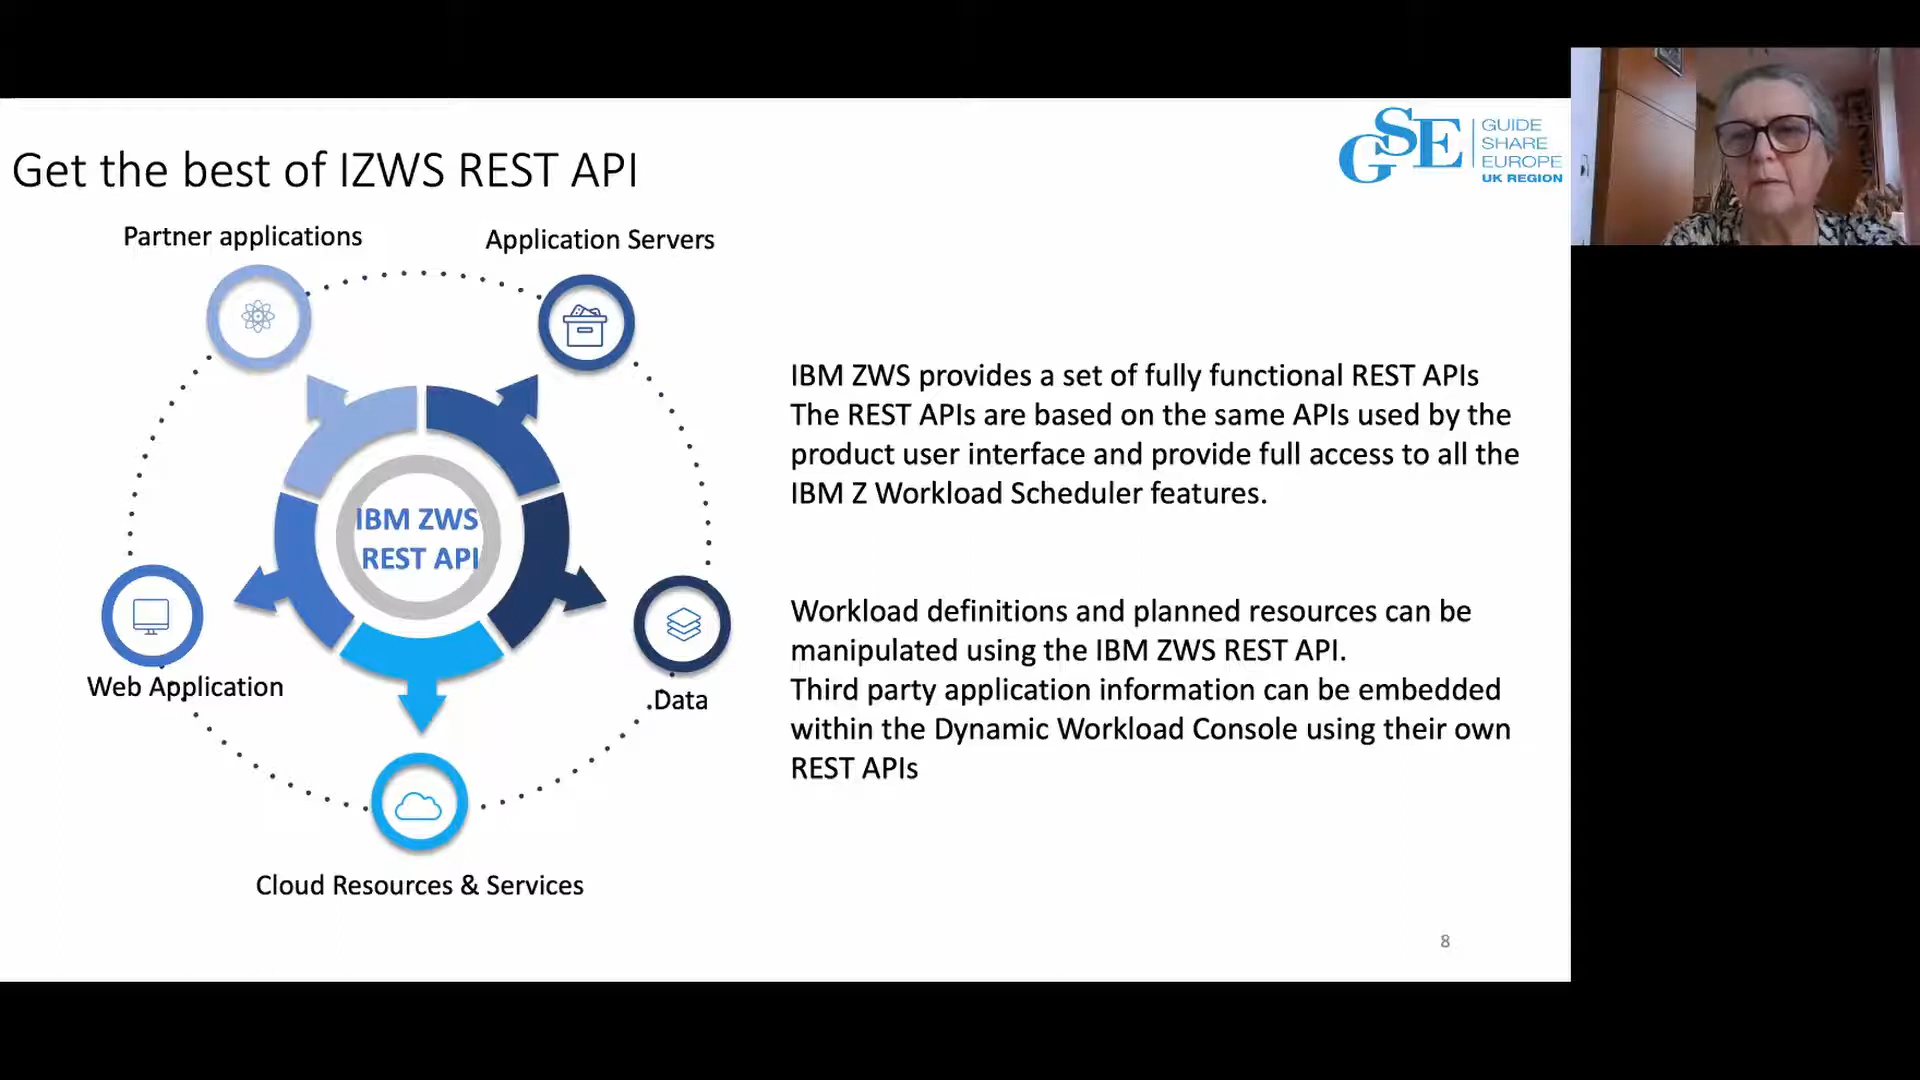 Get the best of IZWS REST API
GSE
GUIDE
SHARE
EUROPE
UK REGION
Partner applications
Application Servers
IBM ZWS
REST API
Web Application
Data
Cloud Resources & Services
IBM ZWS provides a set of fully functional REST APIs
The REST APIs are based on the same APIs used by the
product user interface and provide full access to all the
IBM Z Workload Scheduler features.
Workload definitions and planned resources can be
manipulated using the IBM ZWS REST API.
Third party application information can be embedded
within the Dynamic Workload Console using their own
REST APIs
8